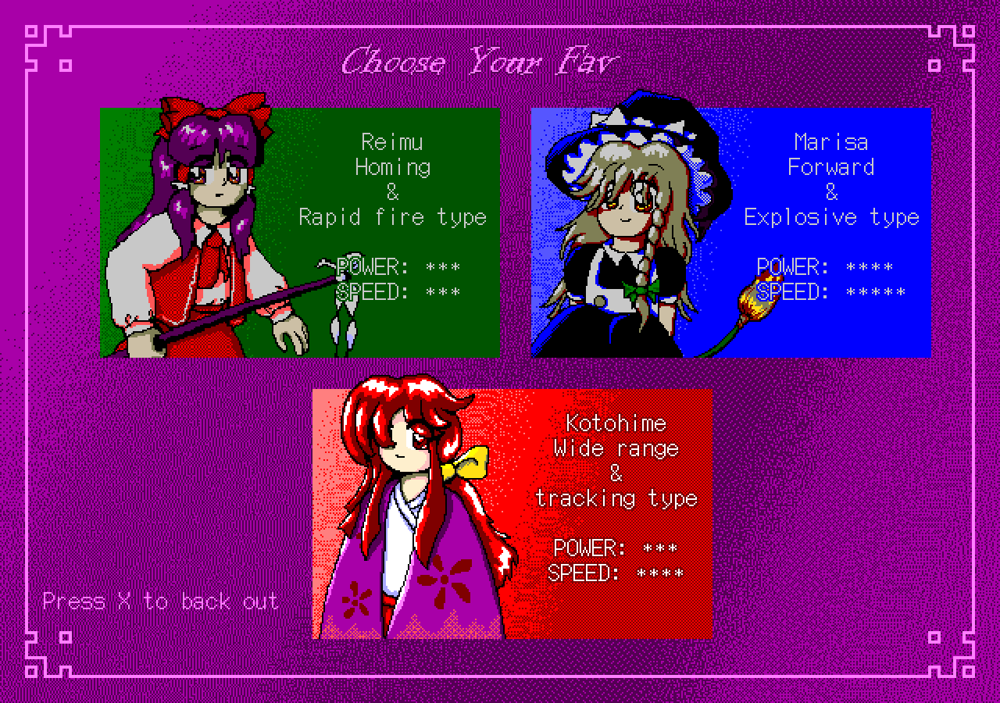 Choose Your Fav
Reimu
Homing
&
Rapid fire type
POWER: ***
SPEED: ***
Marisa
Forward
&
Explosive type
POWER: ****
SPEED: *****
Kotohime
Wide range
&
tracking type
POWER: ***
SPEED: ****
Press X to back out